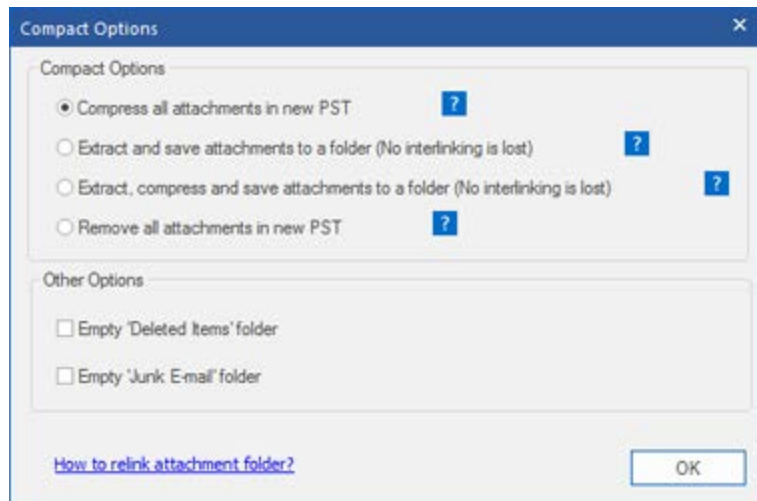 Compact Options
Compact Options
Compress all attachments in new PST ?
Extract and save attachments to a folder (No interlinking is lost) ?
Extract, compress and save attachments to a folder (No interlinking is lost) ?
Remove all attachments in new PST ?
Other Options
Empty 'Deleted Items' folder
Empty 'Junk E-mail' folder
How to relink attachment folder?
OK